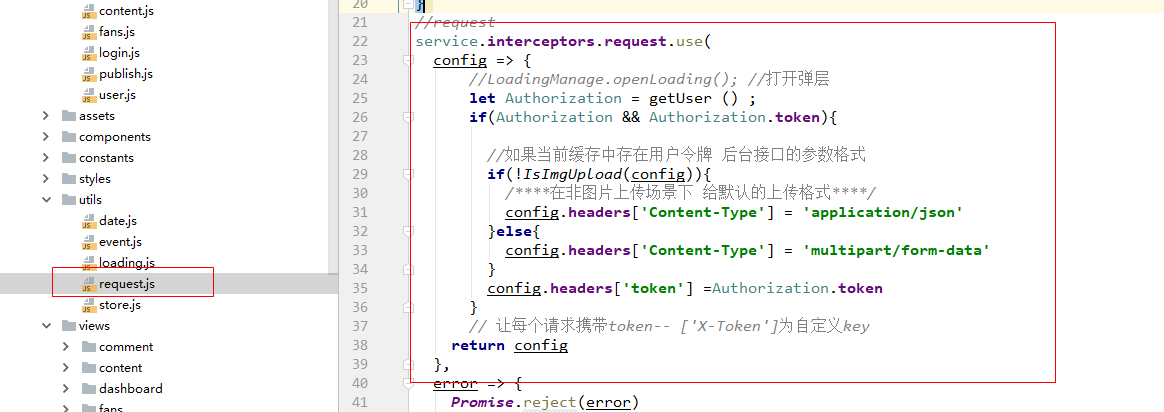 content.js
fans.js
login.js
publish.js
user.js
assets
components
constants
styles
utils
date.js
event.js
loading.js
request.js
store.js
views
comment
content
dashboard
fans
20 }
21 //request
22 service.interceptors.request.use(
23 config => {
24 //LoadingManage.openLoading(); //打开弹层
25 let Authorization = getUser () ;
26 if(Authorization && Authorization.token){
27
28 //如果当前缓存中存在用户令牌 后台接口的参数格式
29 if(!IsImgUpload(config)){
30 /****在非图片上传场景下 给默认的上传格式****/
31 config.headers['Content-Type'] = 'application/json'
32 }else{
33 config.headers['Content-Type'] = 'multipart/form-data'
34 }
35 config.headers['token'] =Authorization.token
36 }
37 // 让每个请求携带token-- ['X-Token']为自定义key
38 return config
39 },
40 error => {
41 Promise.reject(error)